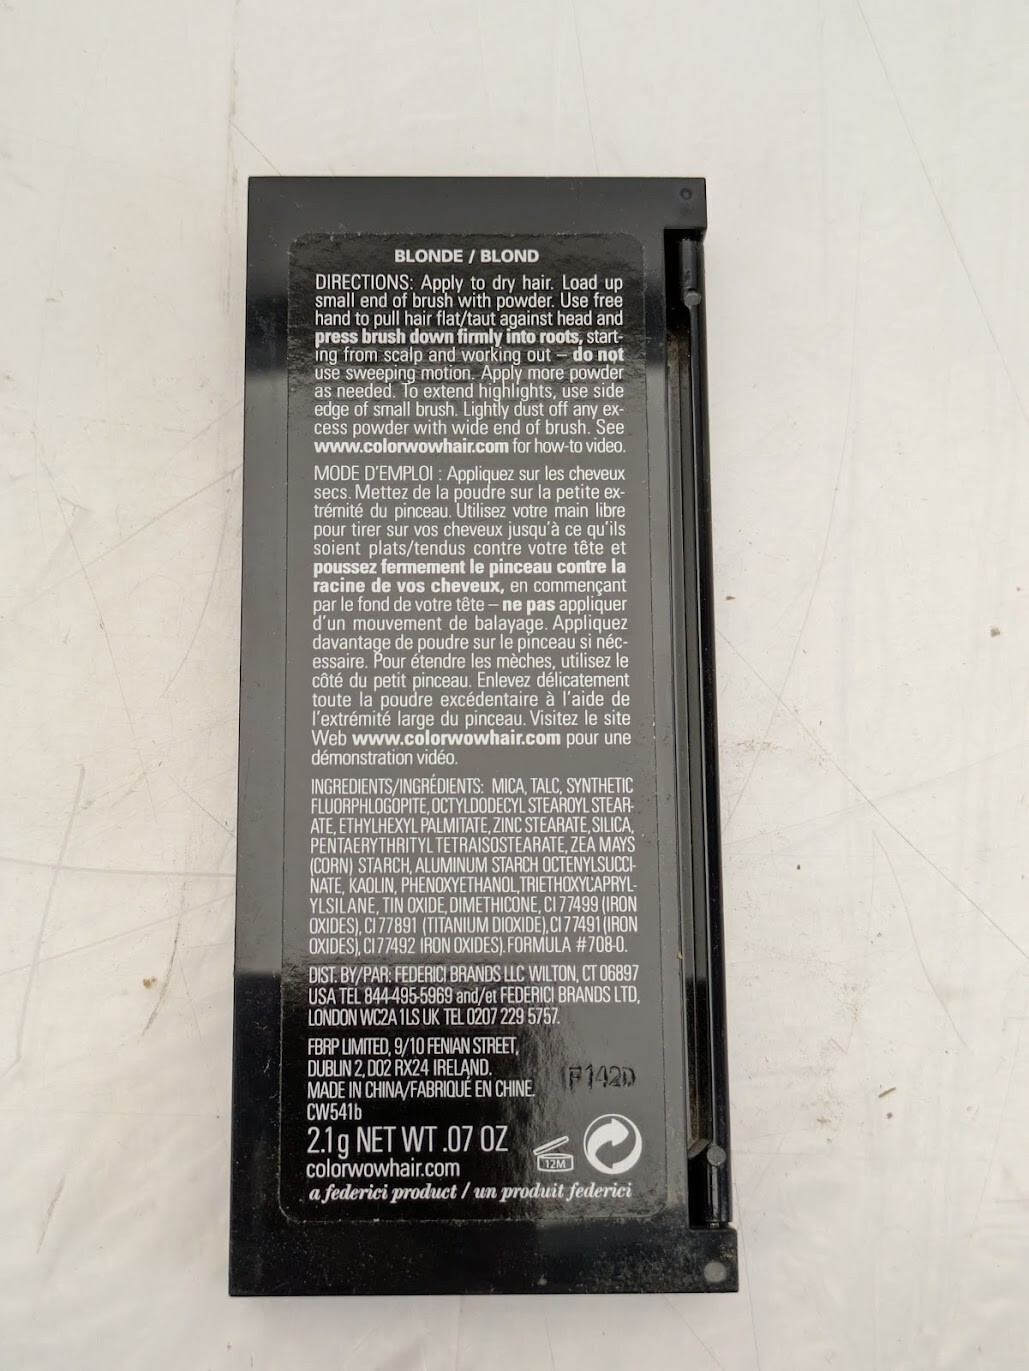 BLONDE / BLOND
DIRECTIONS: Apply to dry hair. Load up
small end of brush with powder. Use free
hand to pull hair flat/taut against head and
press brush down firmly into roots, start-
ing from scalp and working out – do not
use sweeping motion. Apply more powder
as needed. To extend highlights, use side
edge of small brush. Lightly dust off any ex-
cess powder with wide end of brush. See
www.colorwowhair.com for how-to video.
MODE D'EMPLOI : Appliquez sur les cheveux
secs. Mettez de la poudre sur la petite ex-
trémité du pinceau. Utilisez votre main libre
pour tirer sur vos cheveux jusqu'à ce qu'ils
soient plats/tendus contre votre tête et
poussez fermement le pinceau contre la
racine de vos cheveux, en commençant
par le fond de votre tête – ne pas appliquer
d'un mouvement de balayage. Appliquez
davantage de poudre sur le pinceau si néc-
essaire. Pour étendre les mèches, utilisez le
côté du petit pinceau. Enlevez délicatement
toute la poudre excédentaire à l'aide de
l'extrémité large du pinceau. Visitez le site
Web www.colorwowhair.com pour une
démonstration vidéo.
INGREDIENTS/INGRÉDIENTS: MICA, TALC, SYNTHETIC
FLUORPHLOGOPITE, OCTYLDODECYL STEAROYL STEAR-
ATE, ETHYLHEXYL PALMITATE, ZINC STEARATE, SILICA,
PENTAERYTHRITYL TETRAISOSTEARATE, ZEA MAYS
(CORN) STARCH, ALUMINUM STARCH OCTENYLSUCCI-
NATE, KAOLIN, PHENOXYETHANOL,TRIETHOXYCAPRYL-
YLSILANE, TIN OXIDE, DIMETHICONE, CI 77499 (IRON
OXIDES), CI 77891 (TITANIUM DIOXIDE), CI 77491 (IRON
OXIDES), CI 77492 IRON OXIDES). FORMULA #708-0.
DIST. BY/PAR: FEDERICI BRANDS LLC WILTON, CT 06897
USA TEL 844-495-5969 and/et FEDERICI BRANDS LTD,
LONDON WC2A 1LS UK TEL 0207 229 5757.
FBRP LIMITED, 9/10 FENIAN STREET,
DUBLIN 2, D02 RX24 IRELAND.
MADE IN CHINA/FABRIQUÉ EN CHINE.
F142D
CW541b
2.1 g NET WT .07 OZ
12M
colorwowhair.com
a federici product / un produit federici